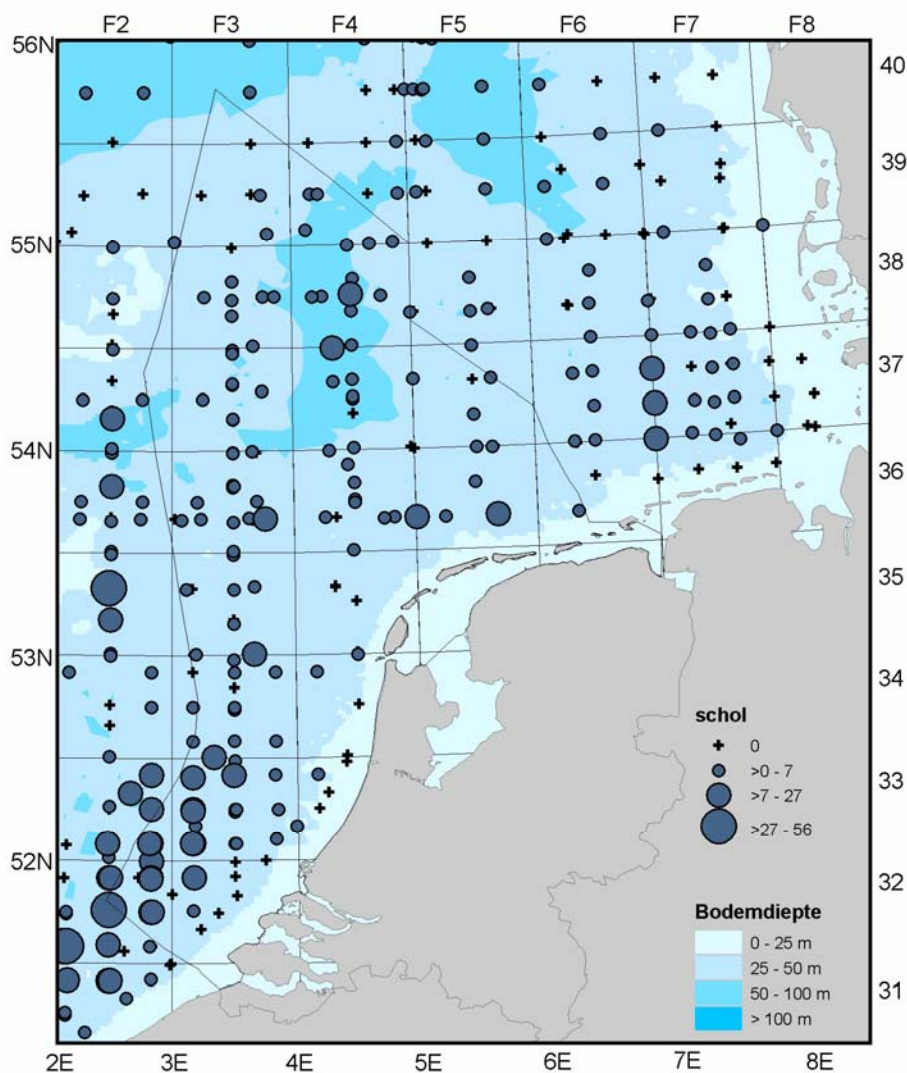 F2 F3 F4 F5 F6 F7 F8
56N
40
39
55N
38
37
54N
36
35
53N
34
schol
0
>0 - 7
33
>7 - 27
>27 - 56
52N
32
Bodemdiepte
0 - 25 m
25 - 50 m
50 - 100 m
31
> 100 m
2E 3E 4E 5E 6E 7E 8E